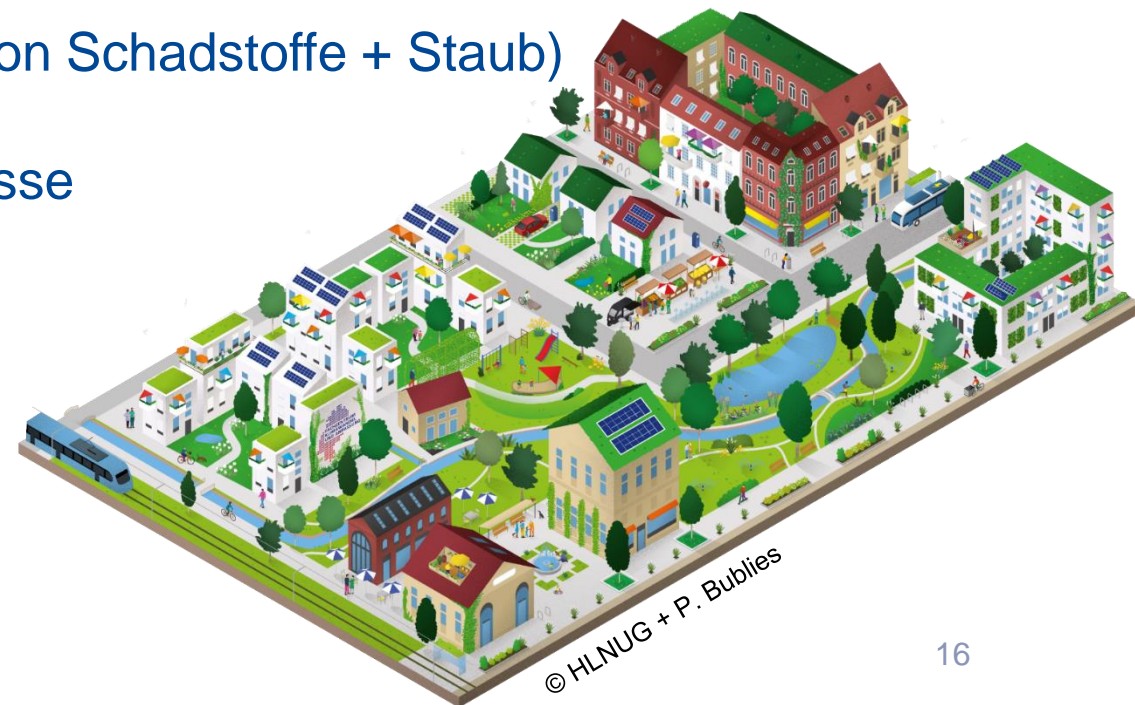 on Schadstoffe + Staub)
sse
© HLNUG + P. Bublies
16